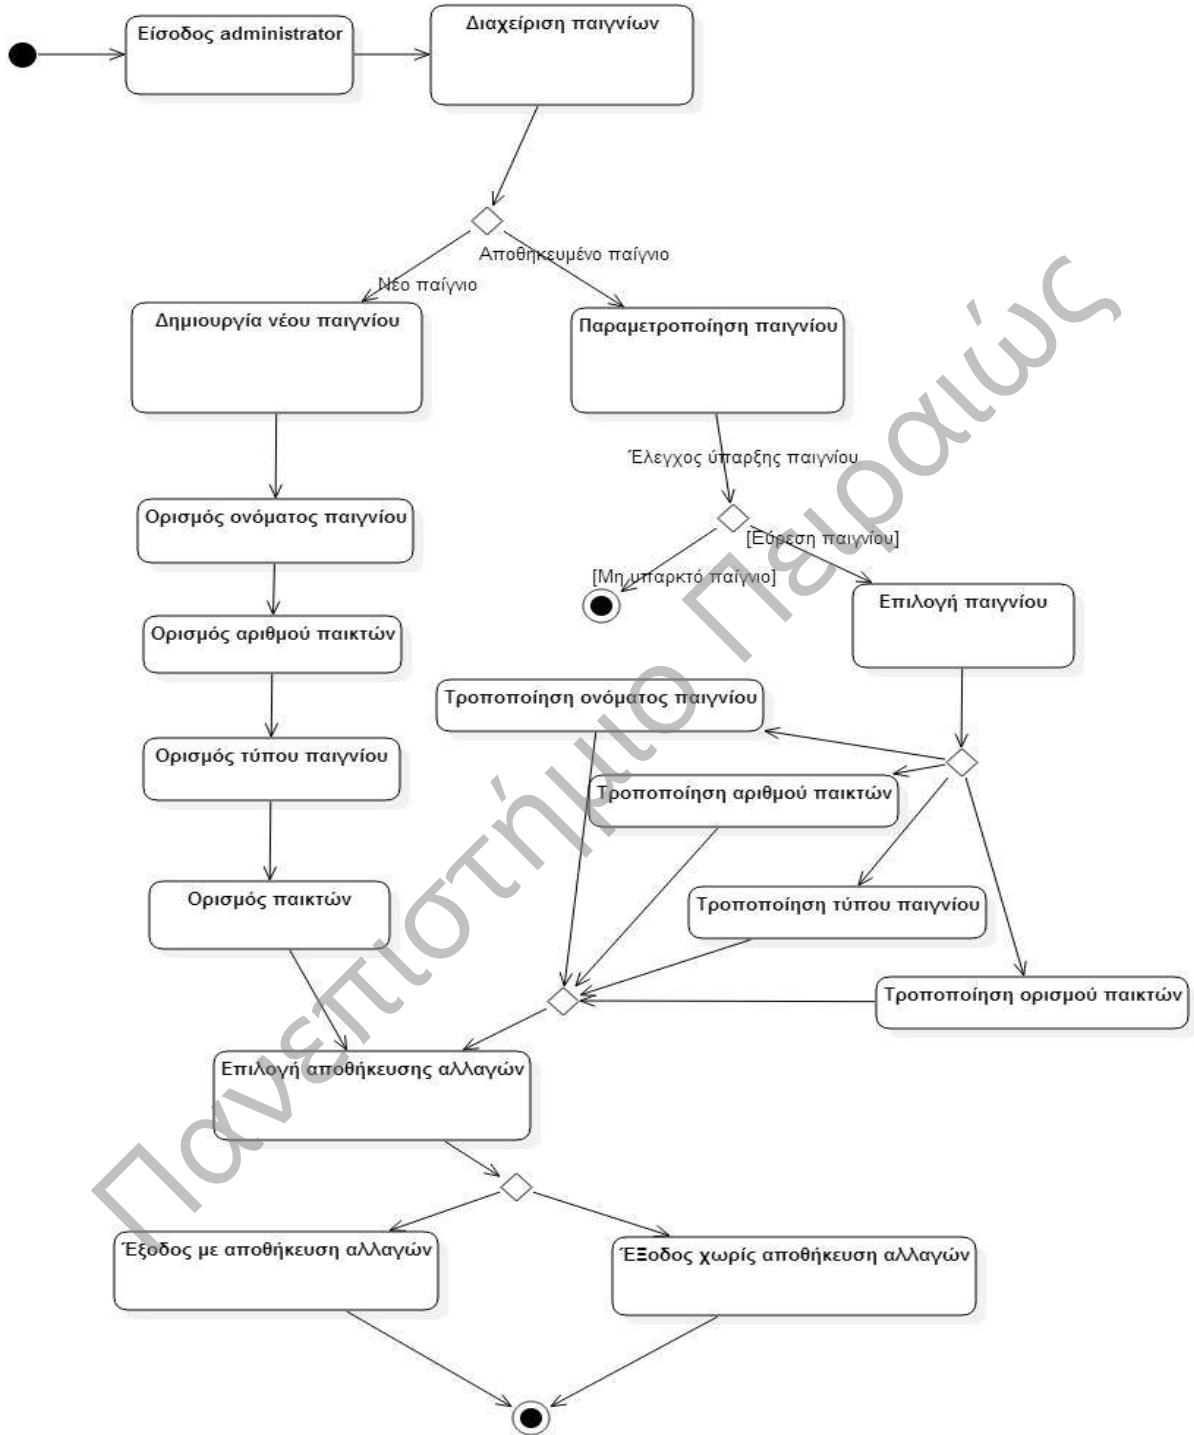 Είσοδος administrator
Διαχείριση παιγνίων
Αποθηκευμένο παίγνιο
Νέο παίγνιο
Δημιουργία νέου παιγνίου
Παραμετροποίηση παιγνίου
Έλεγχος ύπαρξης παιγνίου
Ορισμός ονόματος παιγνίου
[Εύρεση παιγνίου]
[Μη υπαρκτό παίγνιο]
Επιλογή παιγνίου
Ορισμός αριθμού παικτών
Τροποποίηση ονόματος παιγνίου
Ορισμός τύπου παιγνίου
Τροποποίηση αριθμού παικτών
Ορισμός παικτών
Τροποποίηση τύπου παιγνίου
Τροποποίηση ορισμού παικτών
Επιλογή αποθήκευσης αλλαγών
Έξοδος με αποθήκευση αλλαγών
ΈΞοδος χωρίς αποθήκευση αλλαγών
Πανεπιστήμιο Πειραιώς